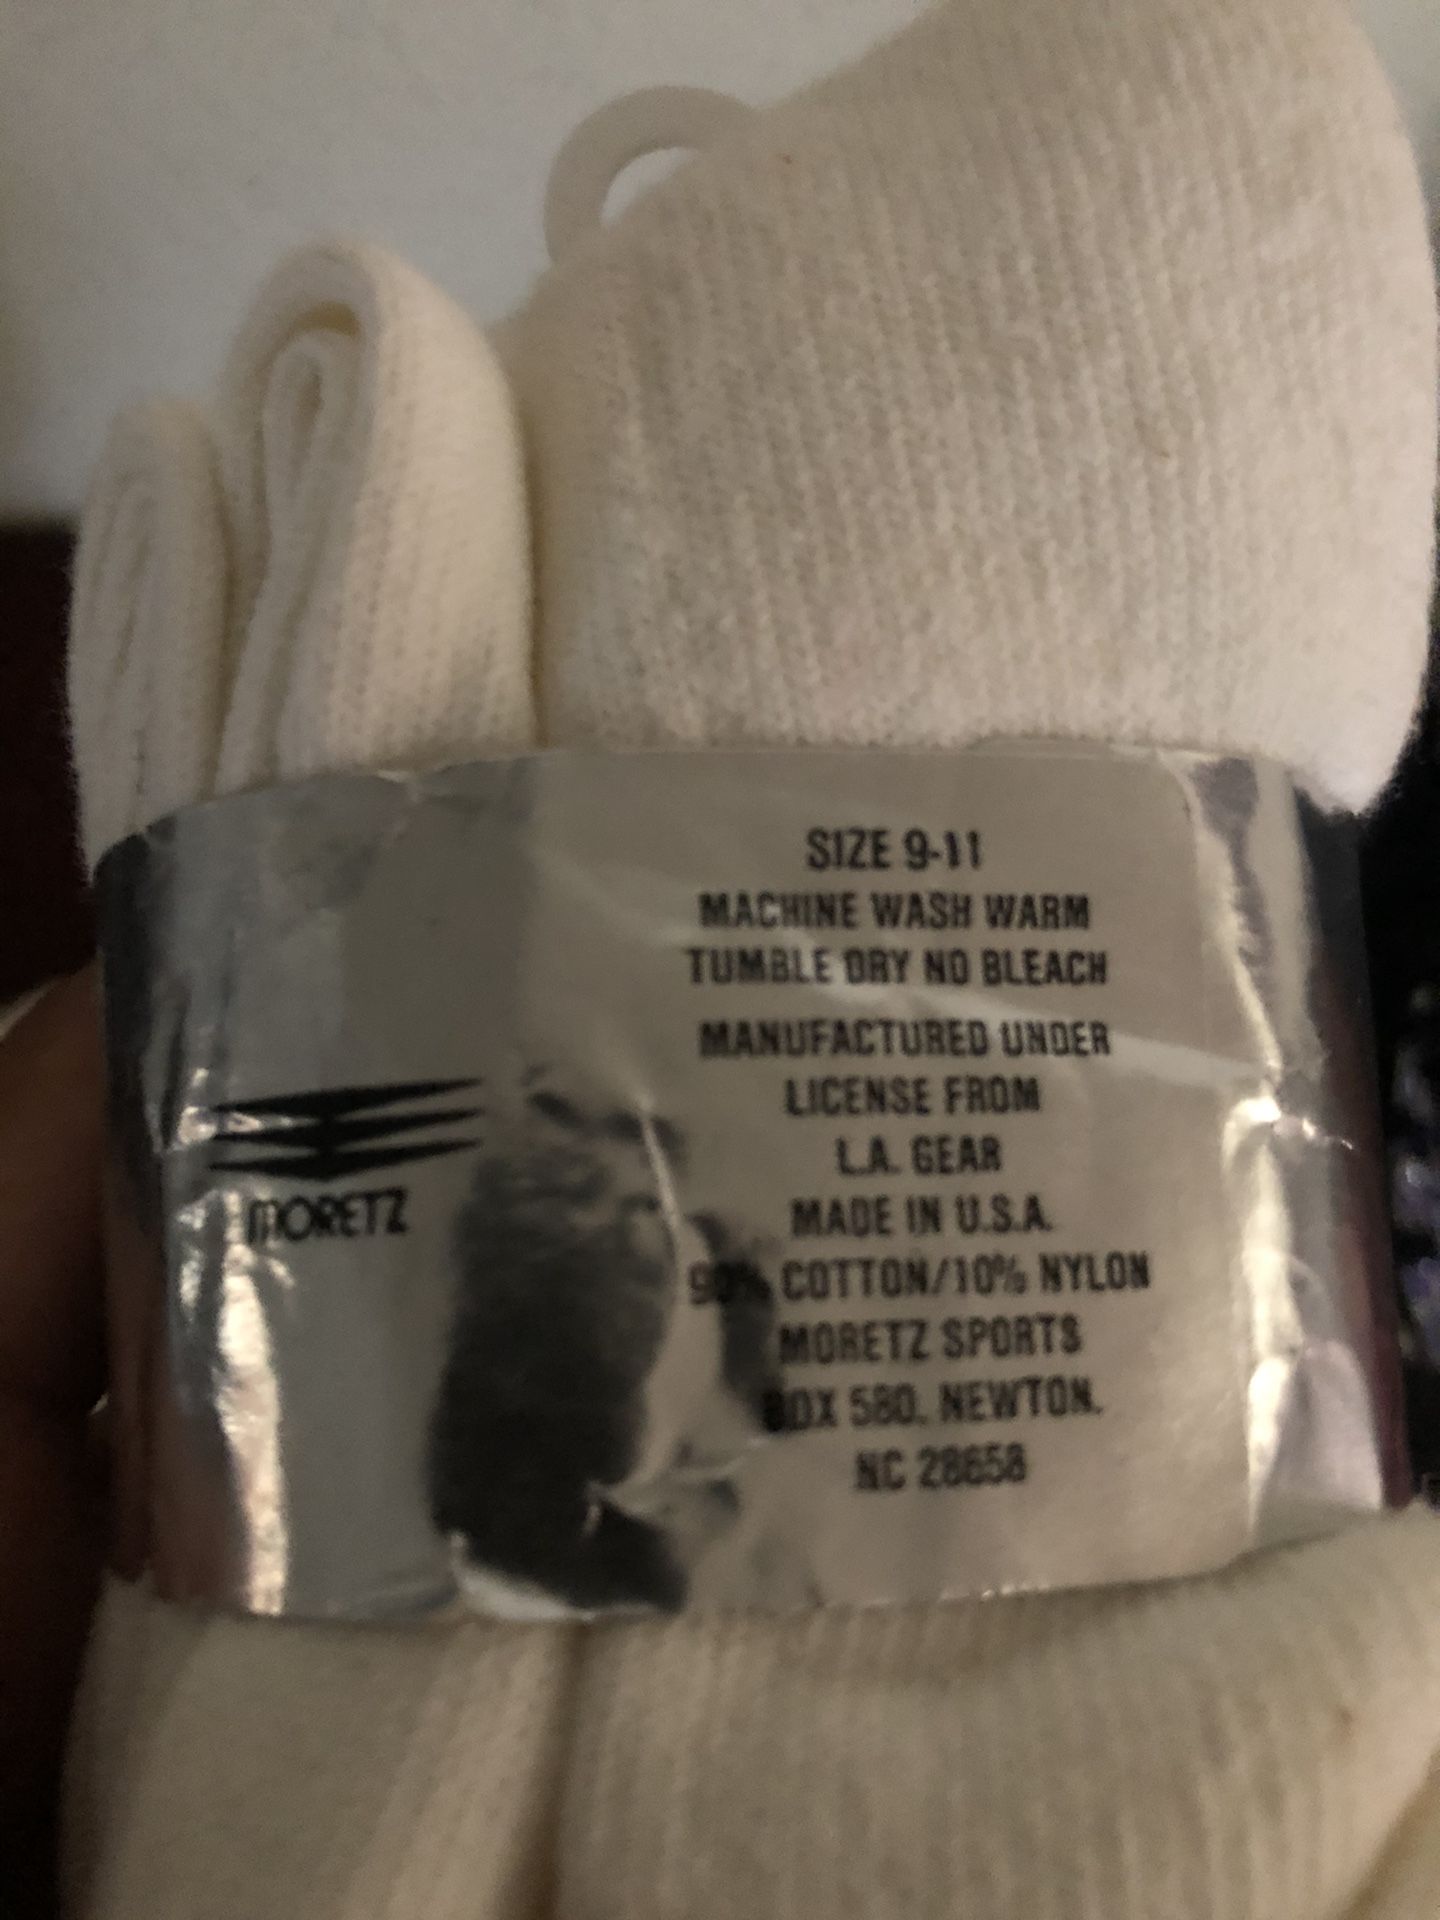 SIZE 9-11
MACHINE WASH WARM
TUMBLE DRY NO BLEACH
MANUFACTURED UNDER
LICENSE FROM
L.A. GEAR
MADE IN U.S.A.
90% COTTON/10% NYLON
MORETZ SPORTS
BOX 580, NEWTON,
NC 28658
MORETZ